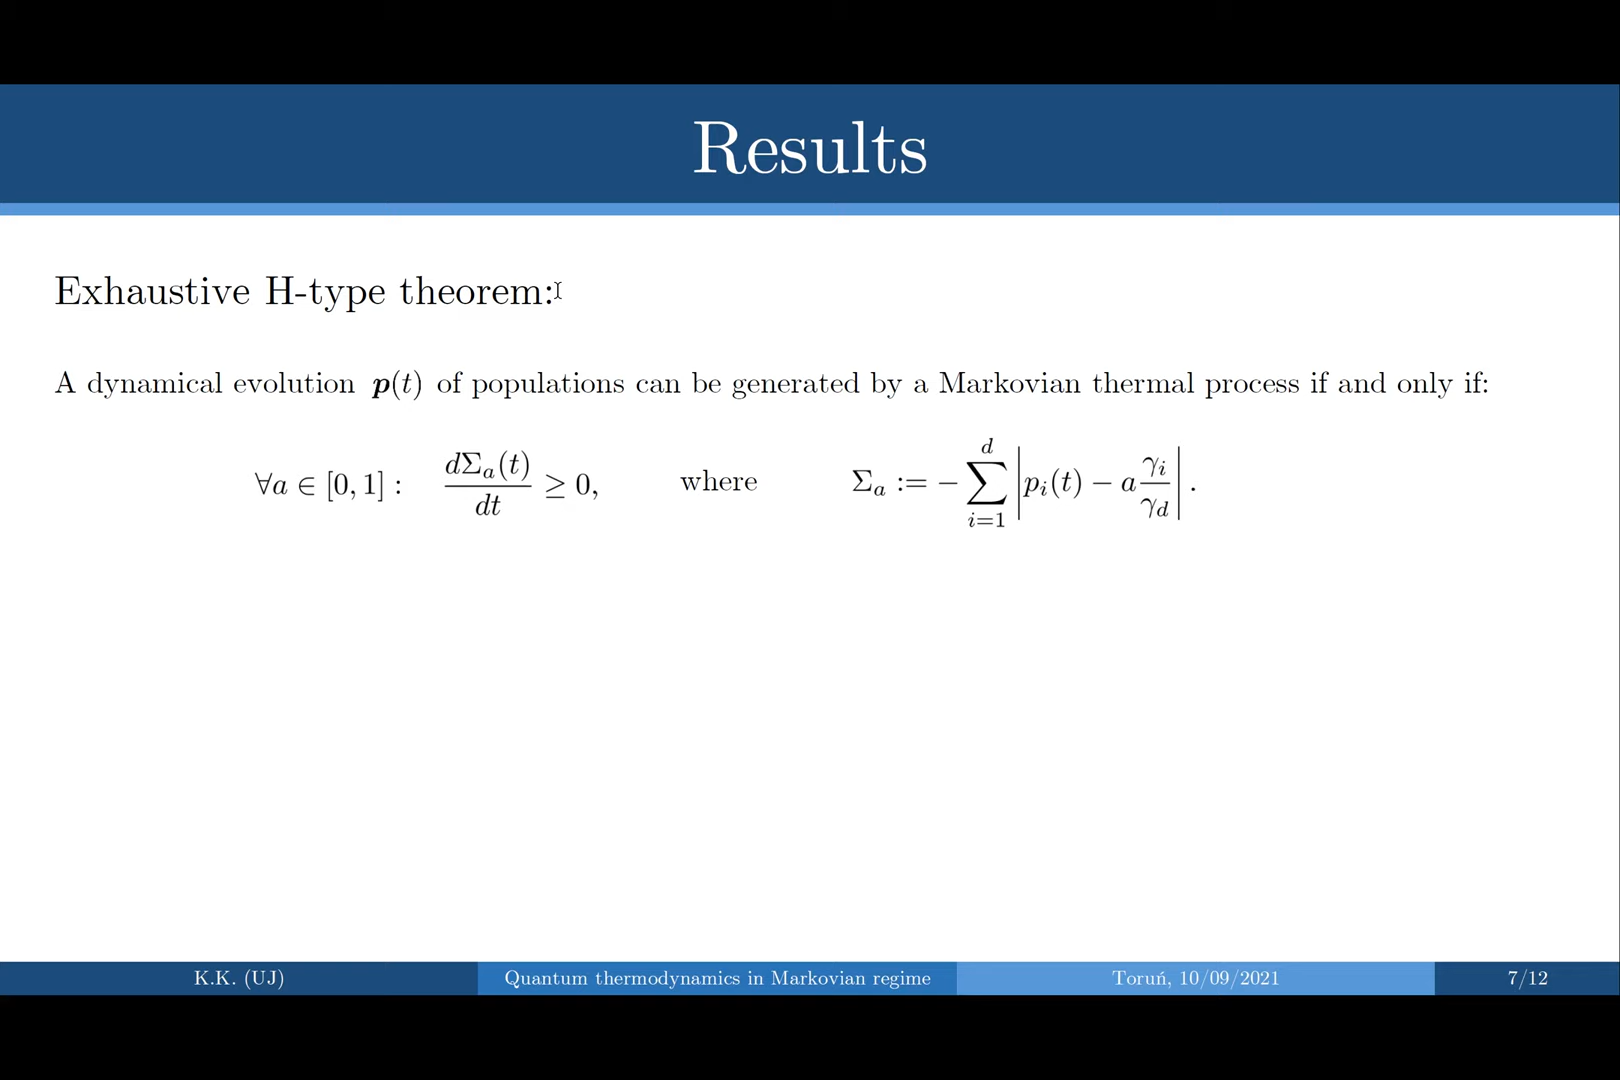 Results
Exhaustive H-type theorem:
A dynamical evolution p(t) of populations can be generated by a Markovian thermal process if and only if:
∀a ∈ [0, 1] : dΣₐ(t)/dt ≥ 0, where Σₐ := − ∑_{i=1}^{d} |pᵢ(t) − a γᵢ/γ_d| .
K.K. (UJ) Quantum thermodynamics in Markovian regime Toruń, 10/09/2021 7/12